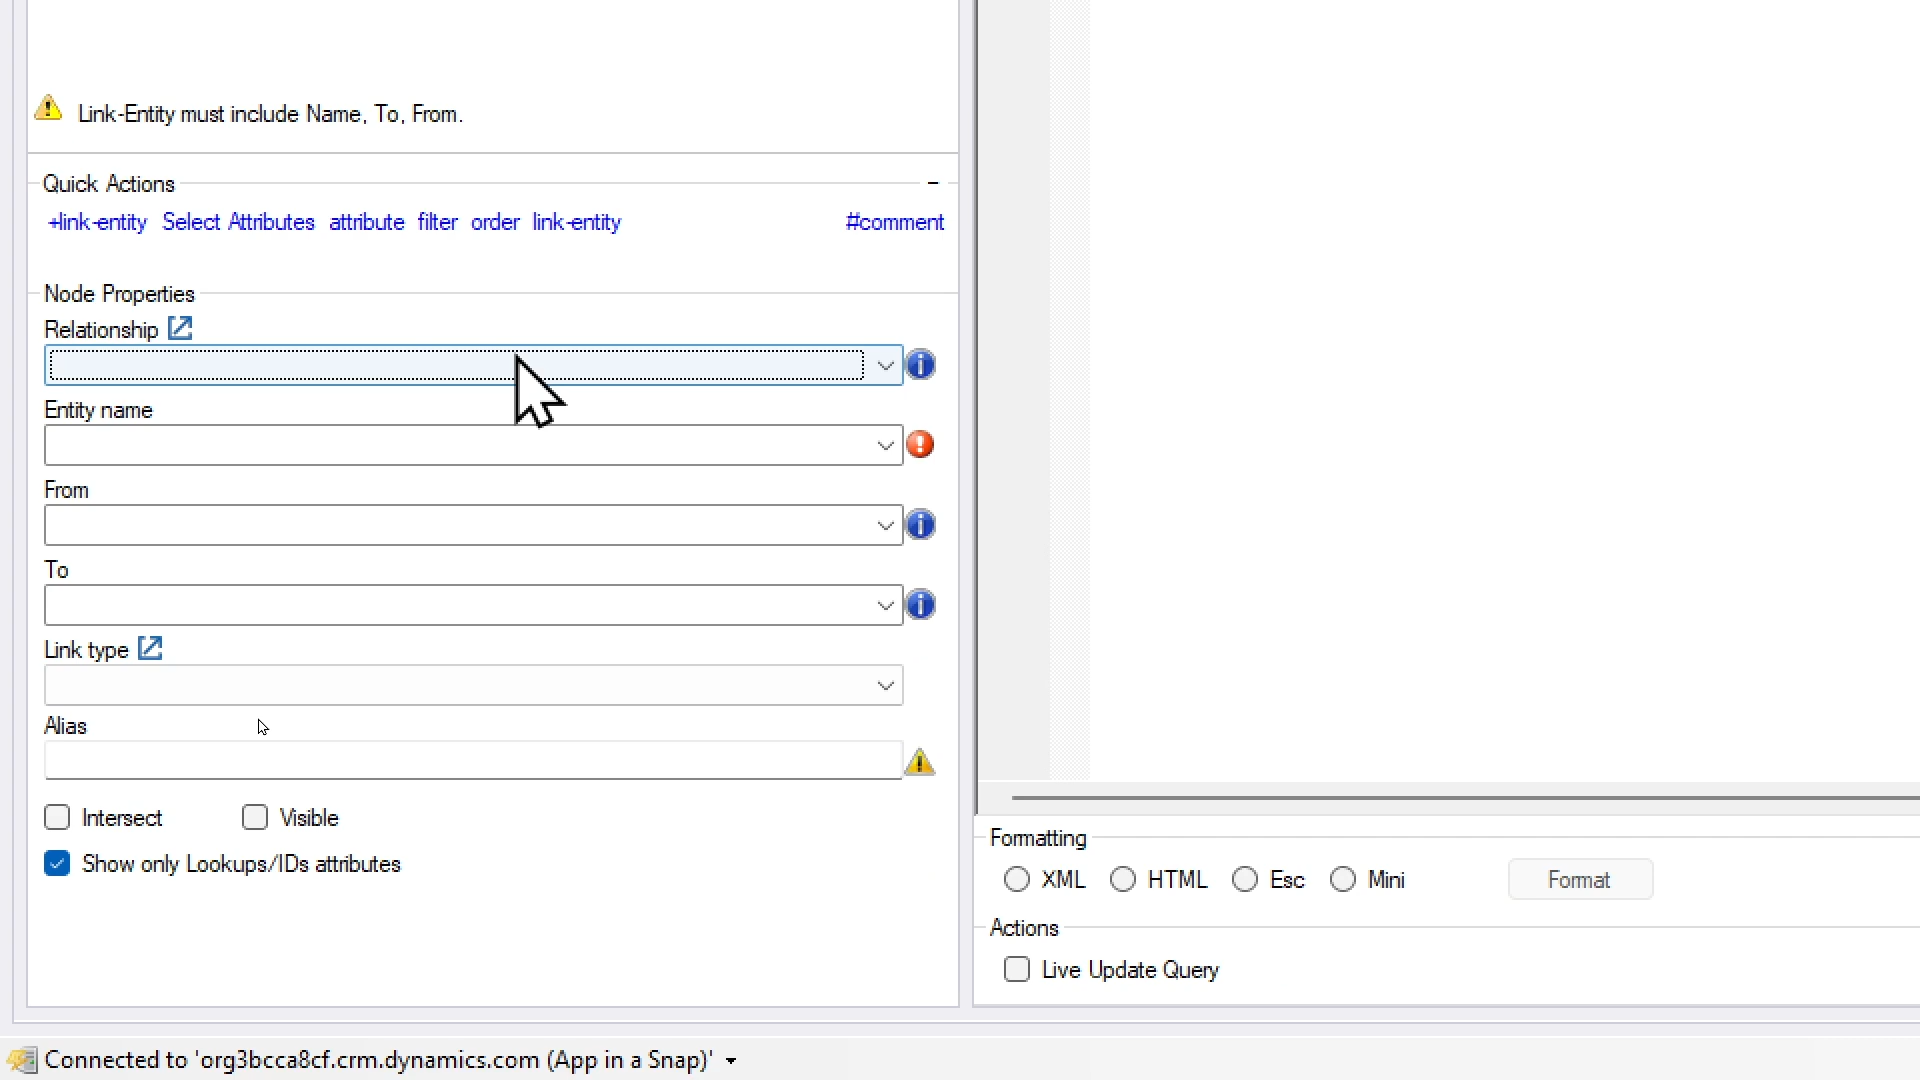 Link-Entity must include Name, To, From.
Quick Actions
+link-entity Select Attributes attribute filter order link-entity #comment
Node Properties
Relationship
Entity name
From
To
Link type
Alias
Intersect Visible
Show only Lookups/IDs attributes
Formatting
XML HTML Esc Mini Format
Actions
Live Update Query
Connected to 'org3bcca8cf.crm.dynamics.com (App in a Snap)'